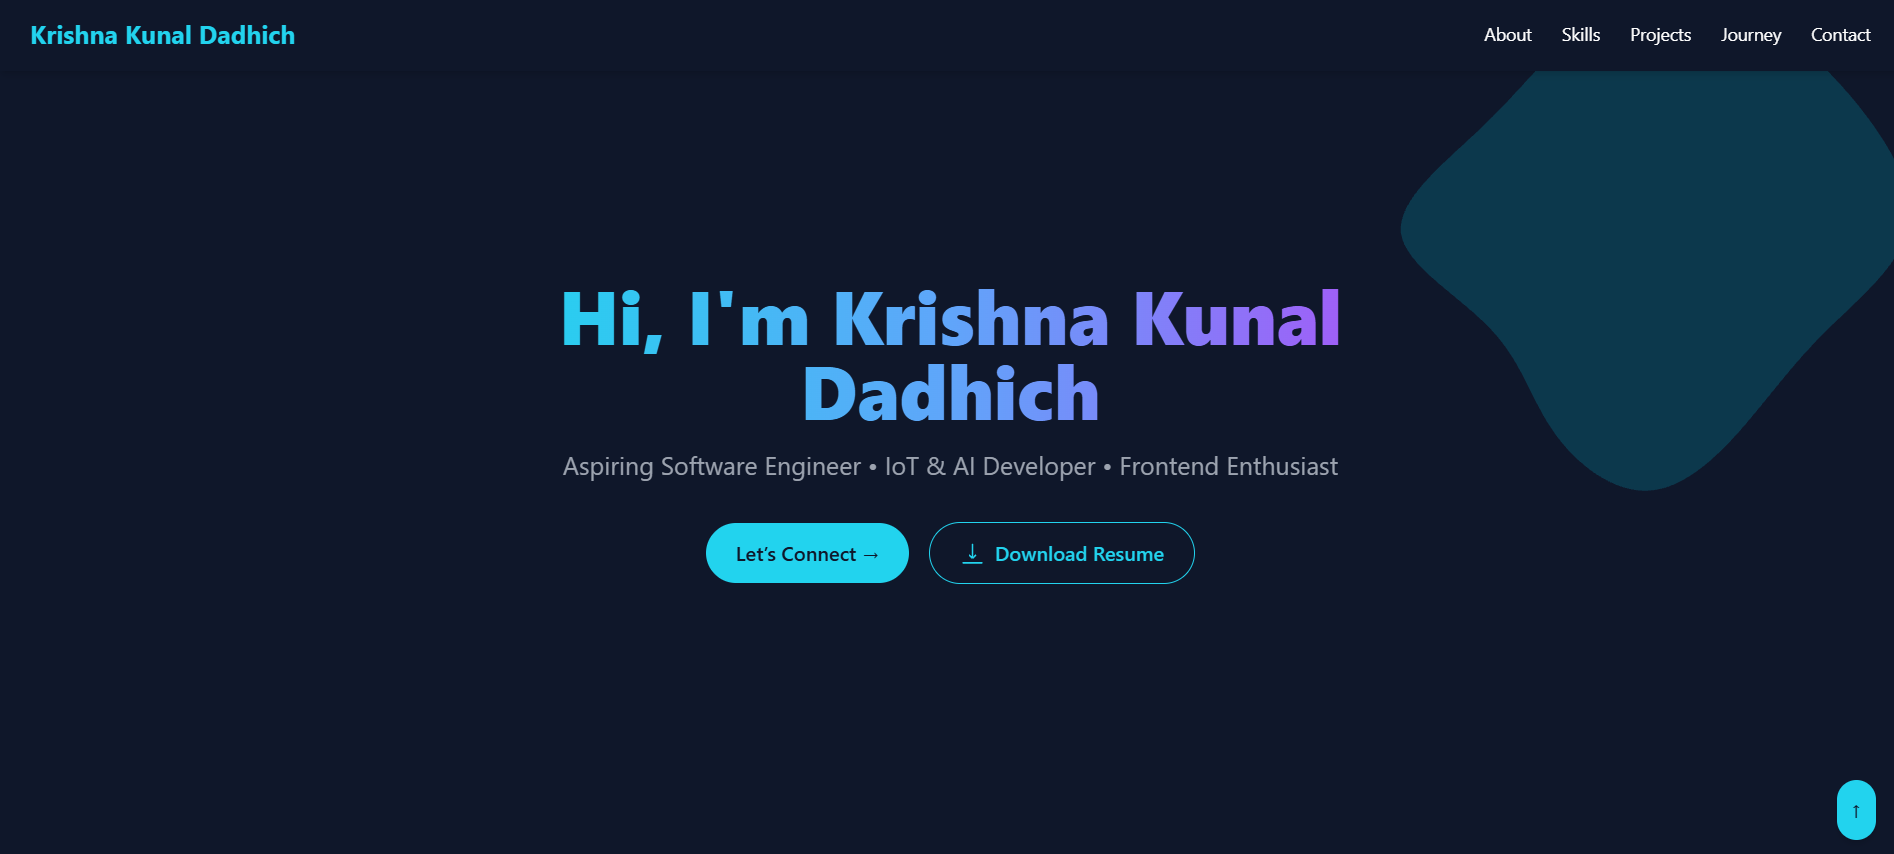 Krishna Kunal Dadhich
About Skills Projects Journey Contact
Hi, I'm Krishna Kunal
Dadhich
Aspiring Software Engineer • IoT & AI Developer • Frontend Enthusiast
Let’s Connect →
Download Resume
↑